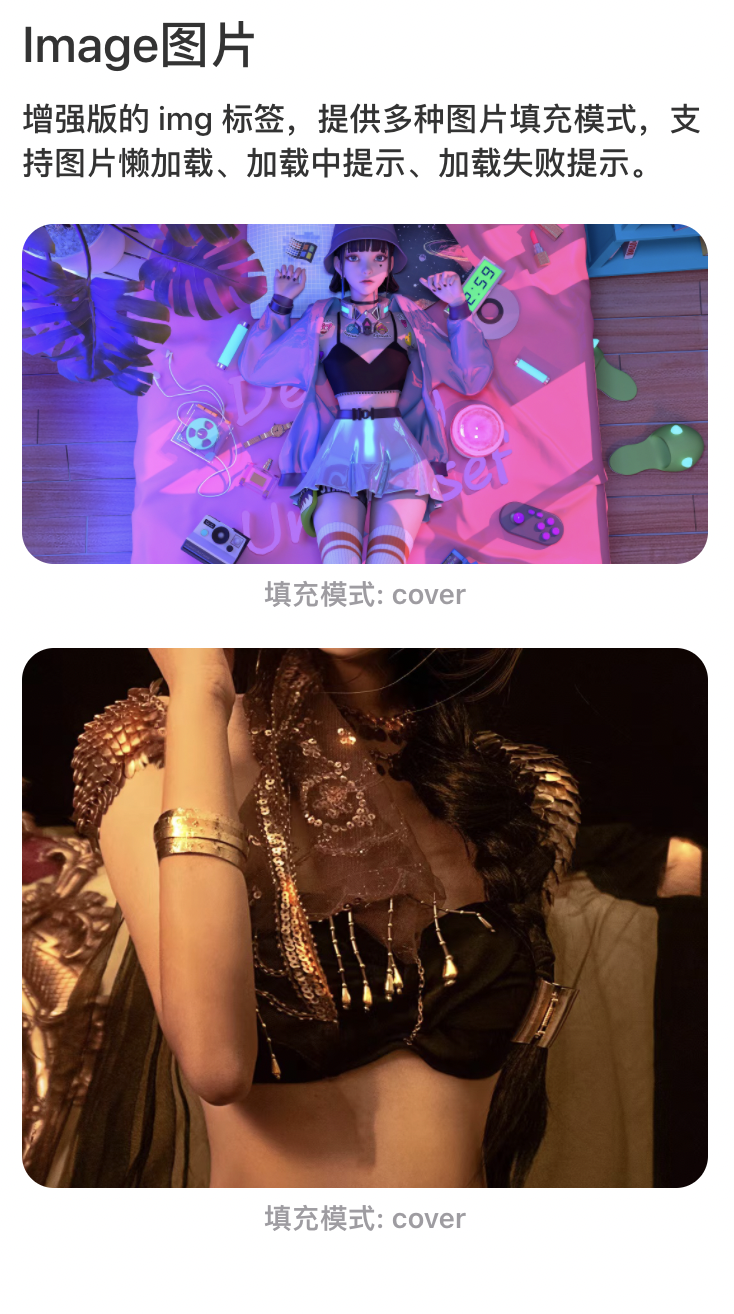 Image图片
增强版的 img 标签，提供多种图片填充模式，支
持图片懒加载、加载中提示、加载失败提示。
2:59
填充模式: cover
填充模式: cover